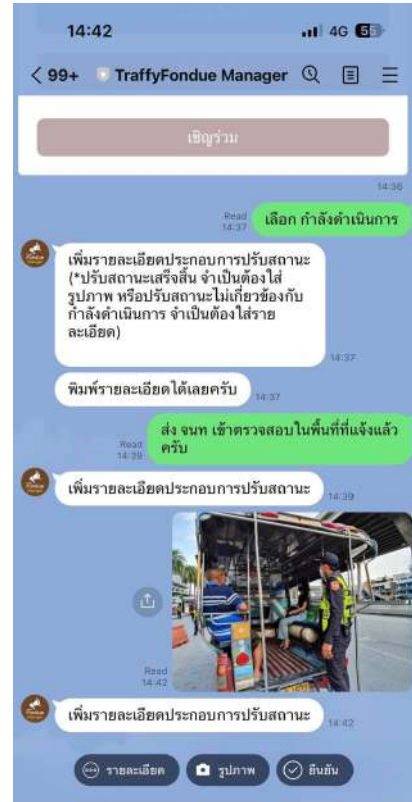 14:42
4G 55
99+ TraffyFondue Manager
เชิญร่วม
14:36
Read
14:37
เลือก กำลังดำเนินการ
เพิ่มรายละเอียดประกอบการปรับสถานะ
(*ปรับสถานะเสร็จสิ้น จำเป็นต้องใส่
รูปภาพ หรือปรับสถานะไม่เกี่ยวข้องกับ
กำลังดำเนินการ จำเป็นต้องใส่ราย
ละเอียด)
14:37
พิมพ์รายละเอียดได้เลยครับ
14:37
ส่ง จนท เข้าตรวจสอบในพื้นที่ที่แจ้งแล้ว
ครับ
Read
14:39
เพิ่มรายละเอียดประกอบการปรับสถานะ
14:39
Read
14:42
เพิ่มรายละเอียดประกอบการปรับสถานะ
14:42
รายละเอียด
รูปภาพ
ยืนยัน